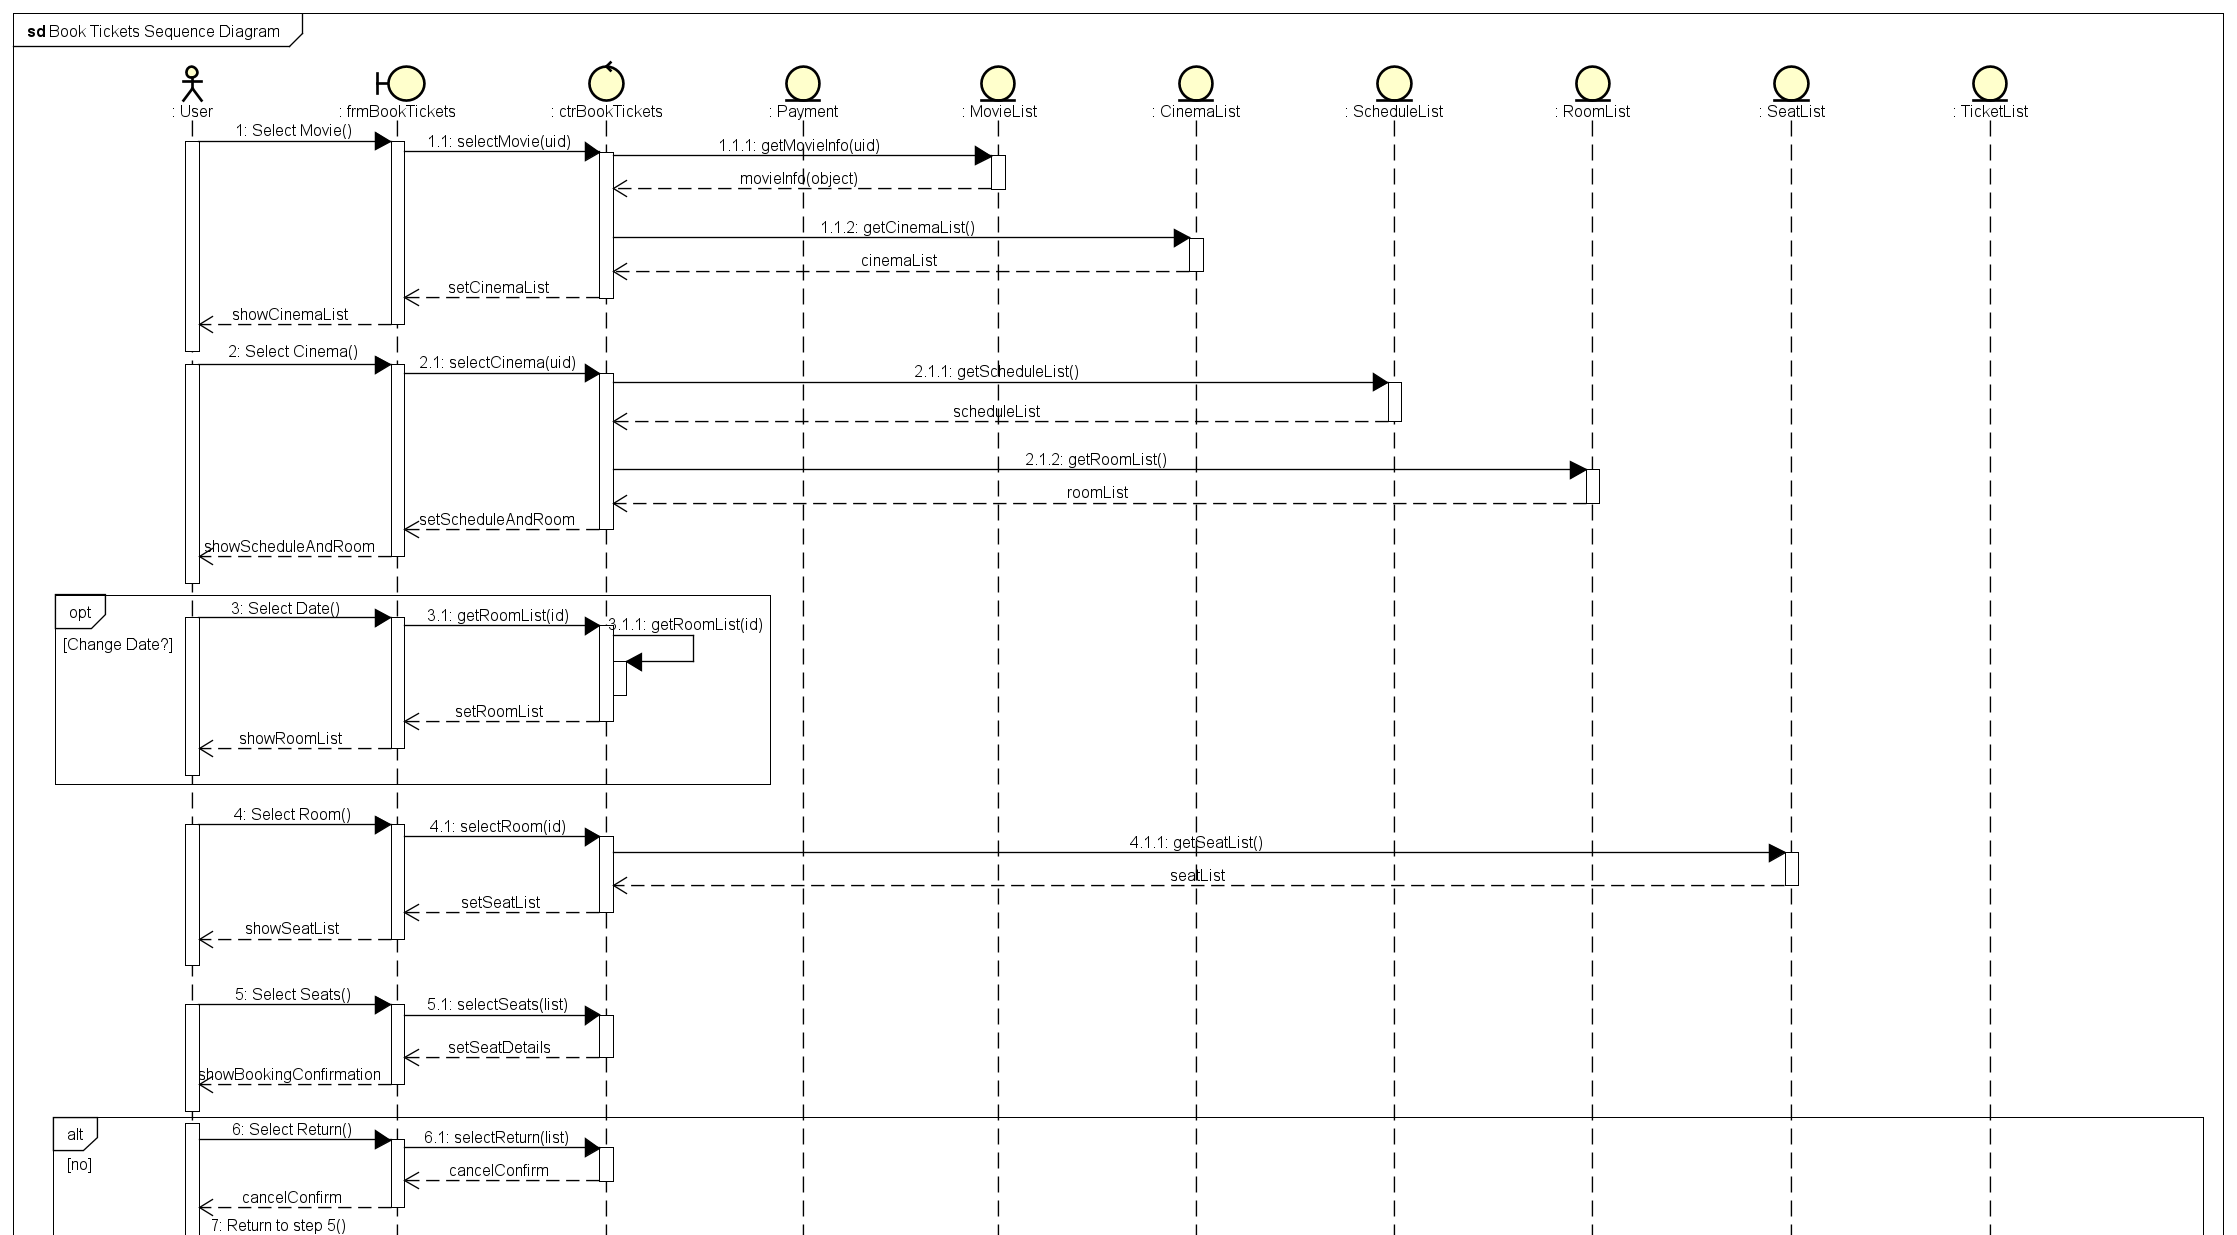 sd Book Tickets Sequence Diagram
: User
: frmBookTickets
: ctrBookTickets
: Payment
: MovieList
: CinemaList
: ScheduleList
: RoomList
: SeatList
: TicketList
1: Select Movie()
1.1: selectMovie(uid)
1.1.1: getMovieInfo(uid)
movieInfo(object)
1.1.2: getCinemaList()
cinemaList
setCinemaList
showCinemaList
2: Select Cinema()
2.1: selectCinema(uid)
2.1.1: getScheduleList()
scheduleList
2.1.2: getRoomList()
roomList
setScheduleAndRoom
showScheduleAndRoom
opt
[Change Date?]
3: Select Date()
3.1: getRoomList(id)
3.1.1: getRoomList(id)
setRoomList
showRoomList
4: Select Room()
4.1: selectRoom(id)
4.1.1: getSeatList()
seatList
setSeatList
showSeatList
5: Select Seats()
5.1: selectSeats(list)
setSeatDetails
showBookingConfirmation
alt
[no]
6: Select Return()
6.1: selectReturn(list)
cancelConfirm
cancelConfirm
7: Return to step 5()